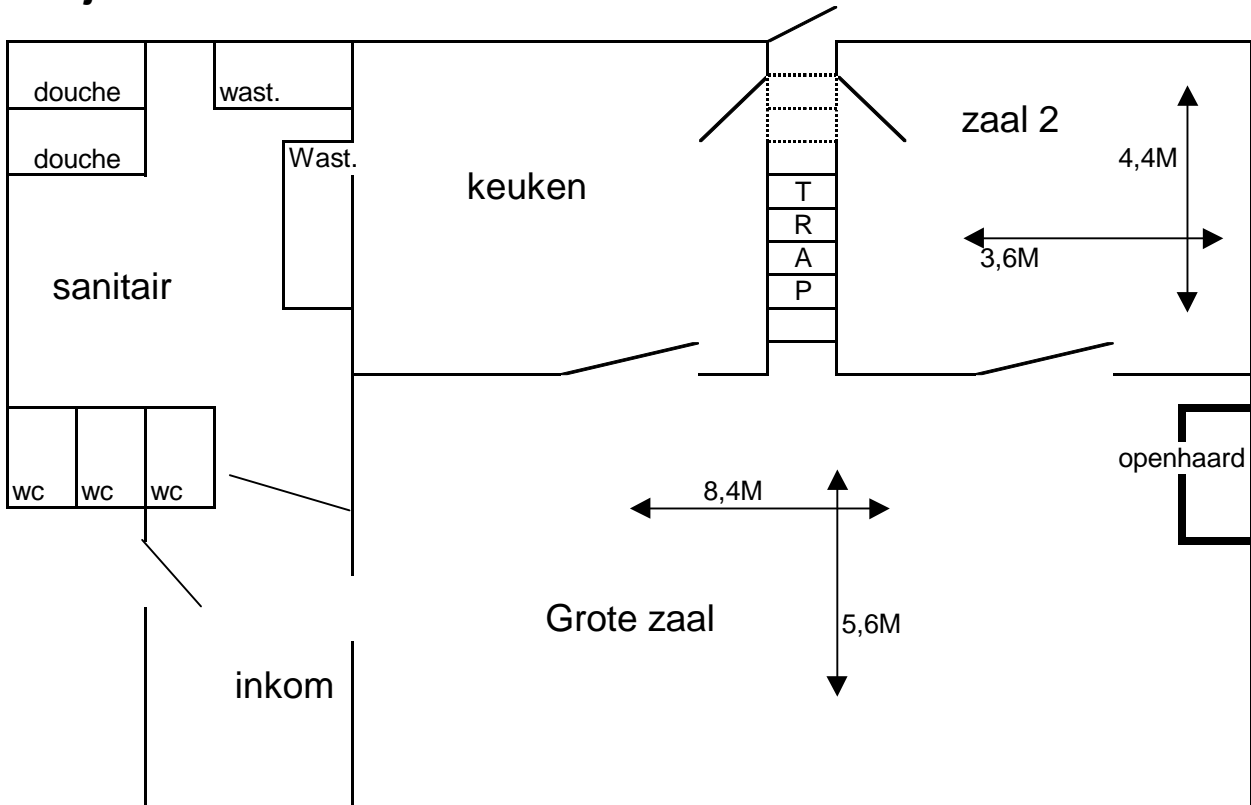 douche
wast.
zaal 2
douche
Wast.
4,4M
keuken
T
R
A
P
3,6M
sanitair
openhaard
wc wc wc
8,4M
Grote zaal
5,6M
inkom